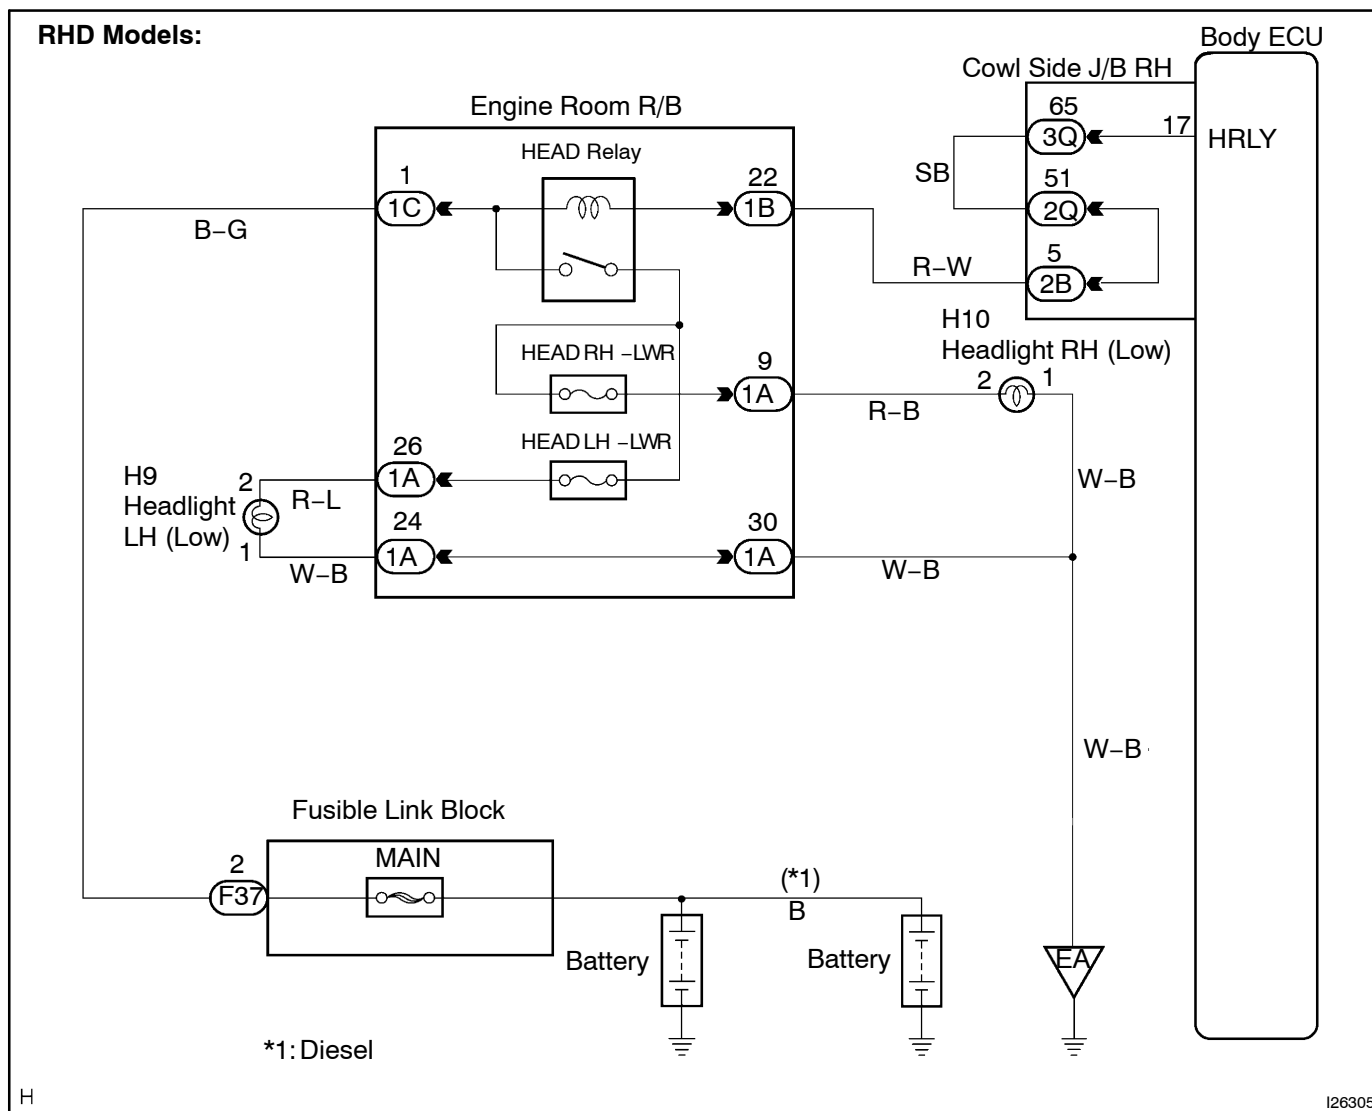 RHD Models:
Body ECU
Cowl Side J/B RH
Engine Room R/B
65
3Q
17
HRLY
HEAD Relay
SB
1
1C
22
1B
51
2Q
B–G
R–W
5
2B
H10
Headlight RH (Low)
HEAD RH –LWR
9
1A
2
1
R–B
HEAD LH –LWR
26
1A
H9
Headlight
LH (Low)
2
R–L
W–B
24
1A
30
1A
1
W–B
W–B
W–B
Fusible Link Block
MAIN
2
F37
(*1)
B
Battery
Battery
EA
*1: Diesel
H
I26305